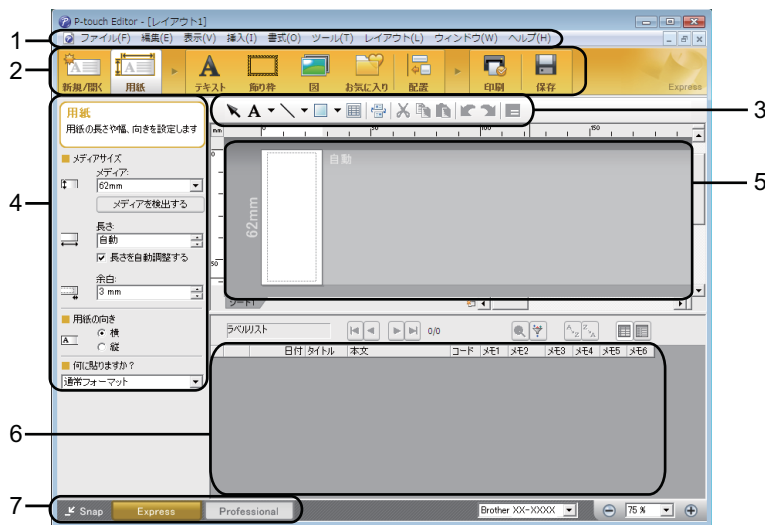 P-touch Editor - [レイアウト1]
1
ファイル(F) 編集(E) 表示(V) 挿入(I) 書式(O) ツール(T) レイアウト(L) ウィンドウ(W) ヘルプ(H)
2
新規/開く 用紙 テキスト 飾り枠 図 お気に入り 配置 印刷 保存 Express
3
用紙
用紙の長さや幅、向きを設定します
4
メディアサイズ
メディア:
62mm
メディアを検出する
長さ:
自動
長さを自動調整する
余白:
3 mm
用紙の向き
横
縦
何に貼りますか?
通常フォーマット
mm 0 50 100 150
0
50
自動
62mm
5
シート1
ラベルリスト 0/0
日付 タイトル 本文 コード メモ1 メモ2 メモ3 メモ4 メモ5 メモ6
6
7
Snap Express Professional Brother XX-XXXX 75 %